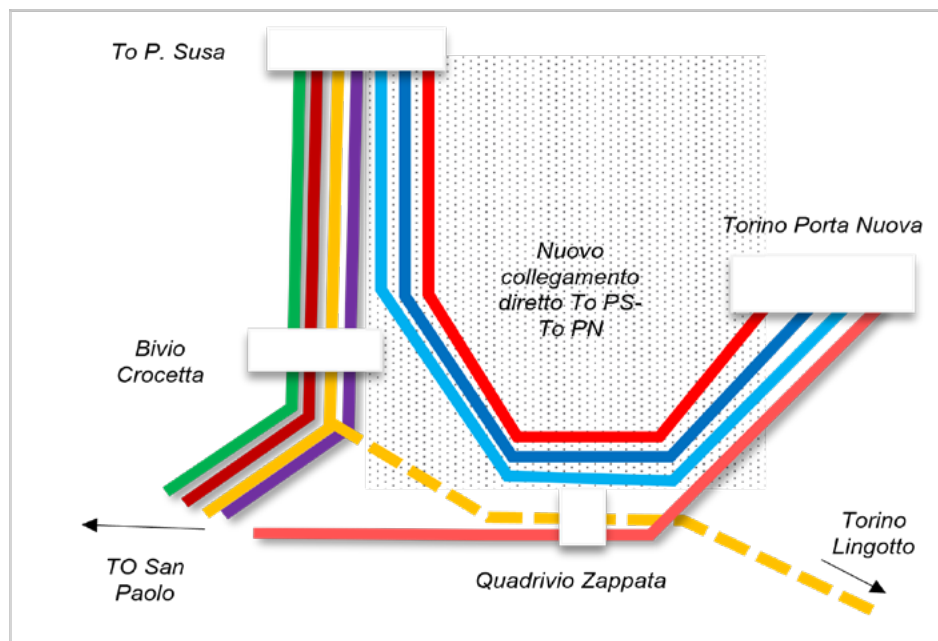 To P. Susa
Torino Porta Nuova
Nuovo
collegamento
diretto To PS-
To PN
Bivio
Crocetta
TO San
Paolo
Quadrivio Zappata
Torino
Lingotto